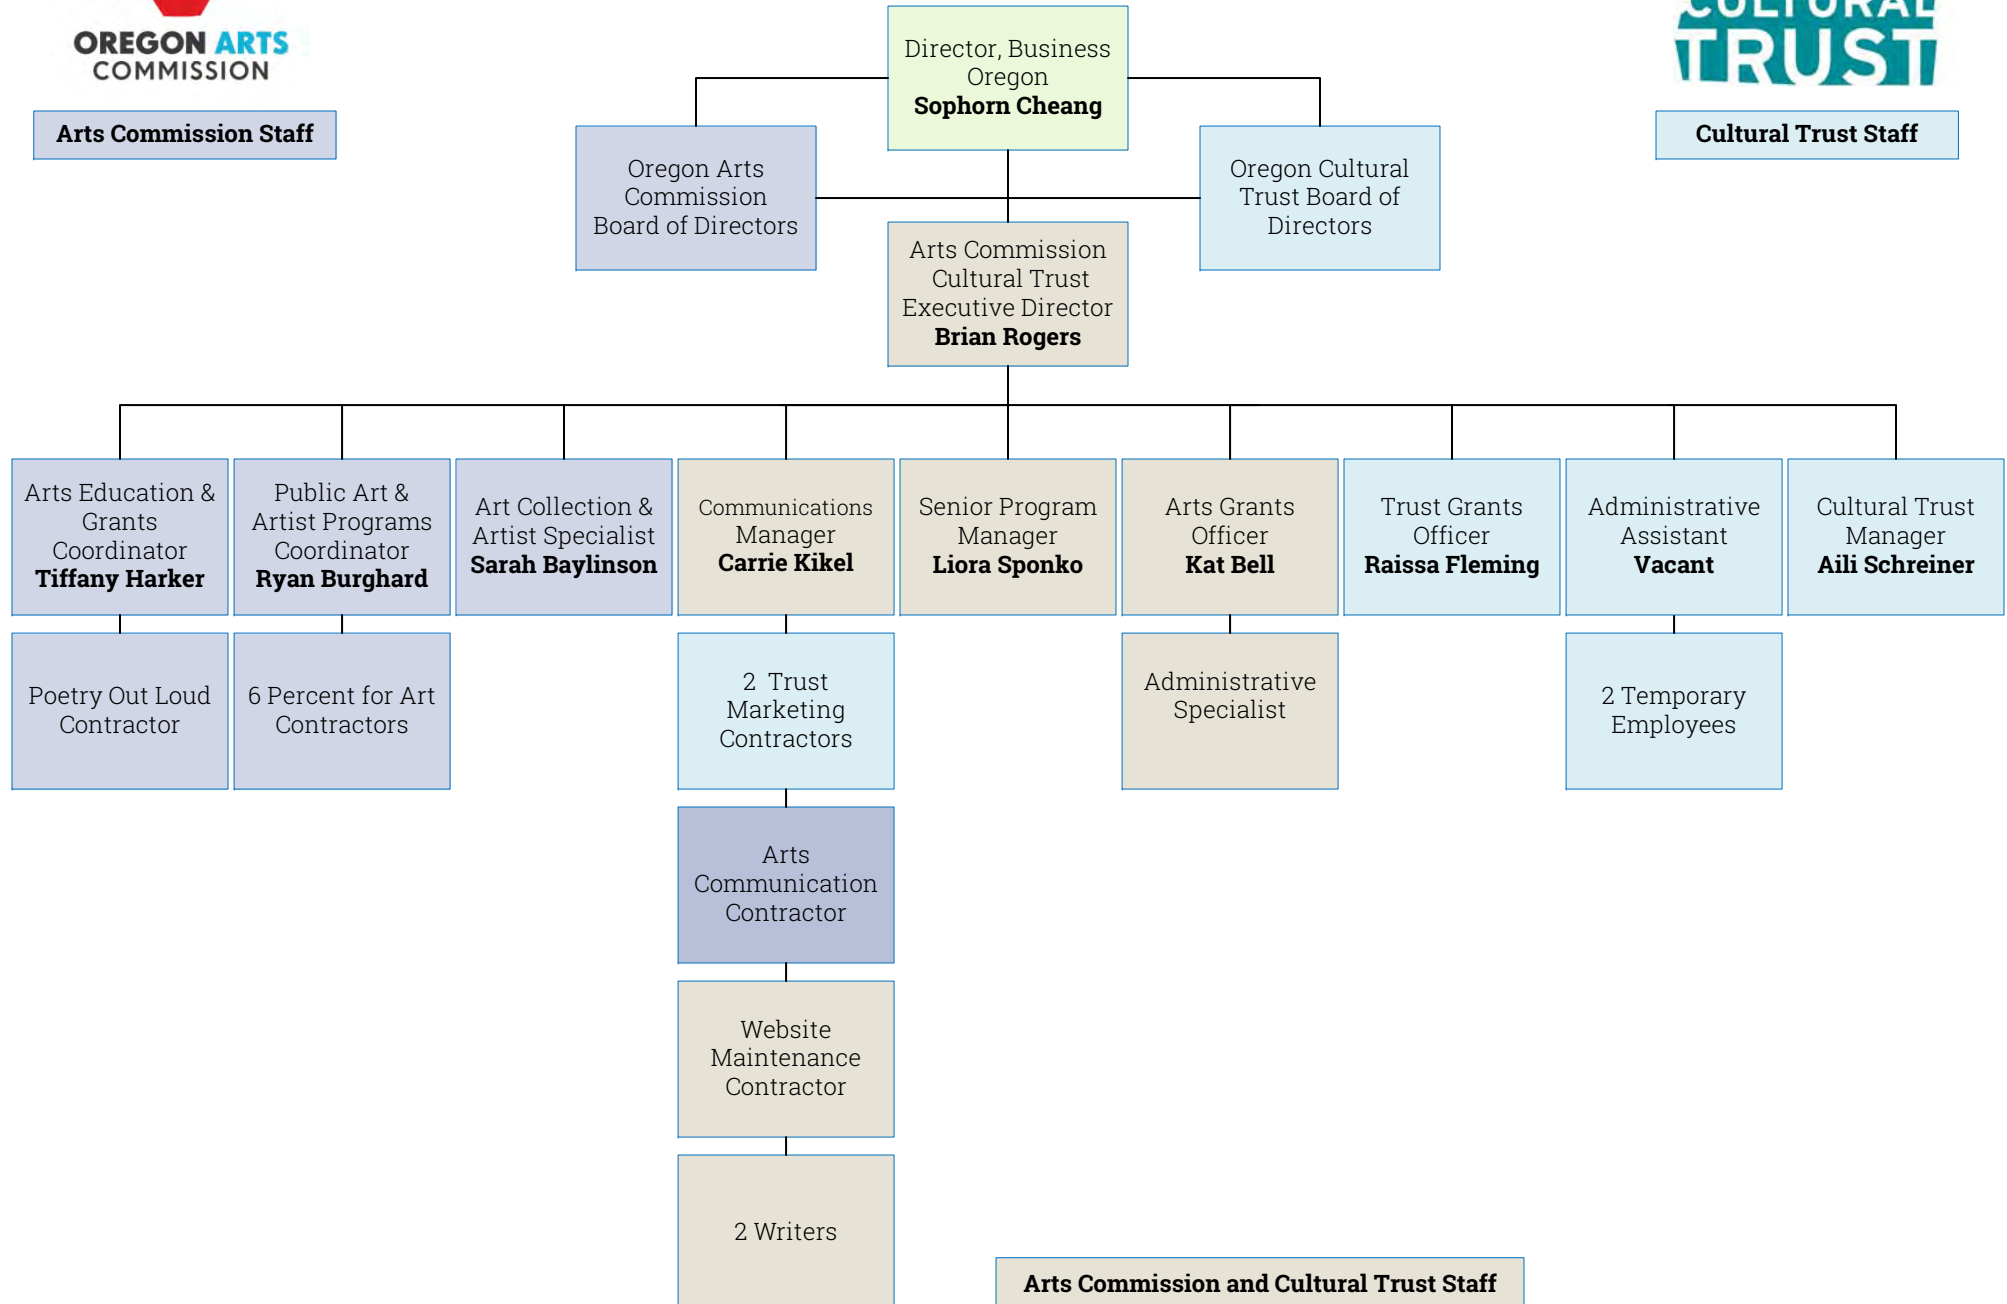 OREGON ARTS
COMMISSION
CULTURAL
TRUST
Arts Commission Staff
Cultural Trust Staff
Director, Business
Oregon
Sophorn Cheang
Oregon Arts
Commission
Board of Directors
Oregon Cultural
Trust Board of
Directors
Arts Commission
Cultural Trust
Executive Director
Brian Rogers
Arts Education &
Grants
Coordinator
Tiffany Harker
Public Art &
Artist Programs
Coordinator
Ryan Burghard
Art Collection &
Artist Specialist
Sarah Baylinson
Communications
Manager
Carrie Kikel
Senior Program
Manager
Liora Sponko
Arts Grants
Officer
Kat Bell
Trust Grants
Officer
Raissa Fleming
Administrative
Assistant
Vacant
Cultural Trust
Manager
Aili Schreiner
Poetry Out Loud
Contractor
6 Percent for Art
Contractors
2 Trust
Marketing
Contractors
Administrative
Specialist
2 Temporary
Employees
Arts
Communication
Contractor
Website
Maintenance
Contractor
2 Writers
Arts Commission and Cultural Trust Staff